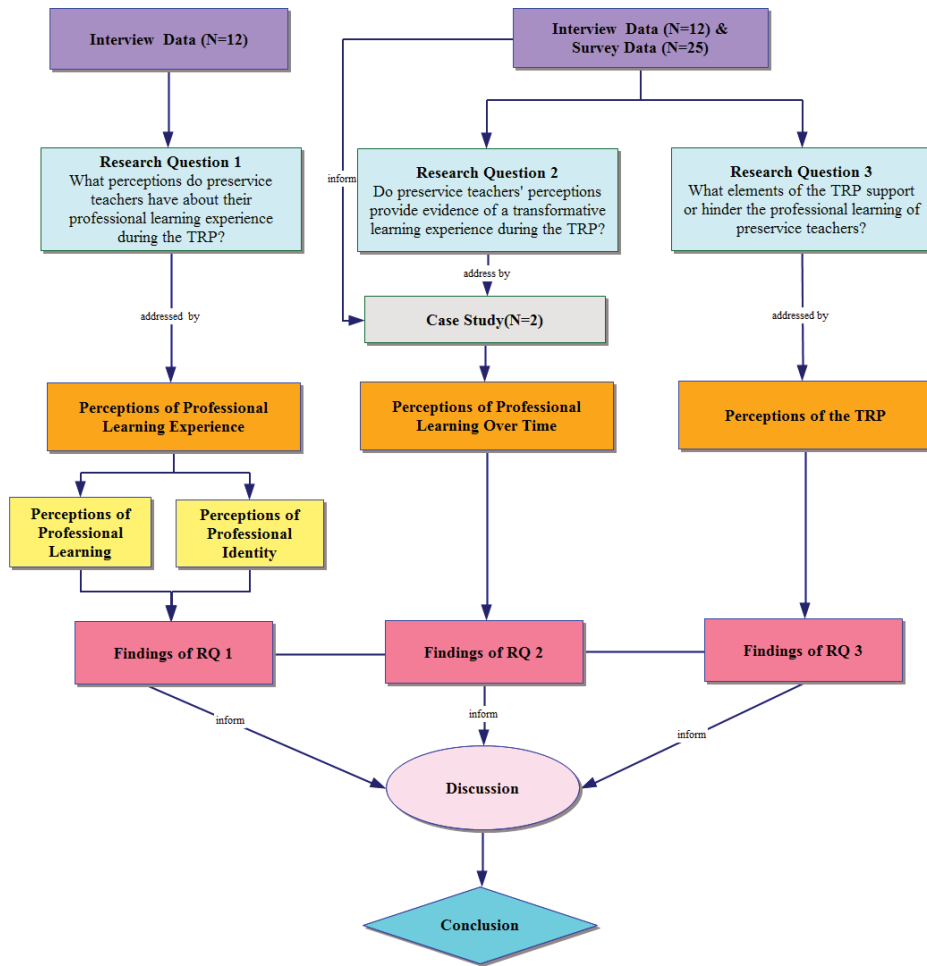 Interview Data (N=12)
Interview Data (N=12) &
Survey Data (N=25)
inform
Research Question 1
What perceptions do preservice
teachers have about their
professional learning experience
during the TRP?
Research Question 2
Do preservice teachers' perceptions
provide evidence of a transformative
learning experience during the TRP?
Research Question 3
What elements of the TRP support
or hinder the professional learning of
preservice teachers?
addressed by
address by
addressed by
Case Study(N=2)
Perceptions of Professional
Learning Experience
Perceptions of Professional
Learning Over Time
Perceptions of the TRP
Perceptions of
Professional
Learning
Perceptions of
Professional
Identity
Findings of RQ 1
Findings of RQ 2
Findings of RQ 3
inform
inform
inform
Discussion
Conclusion